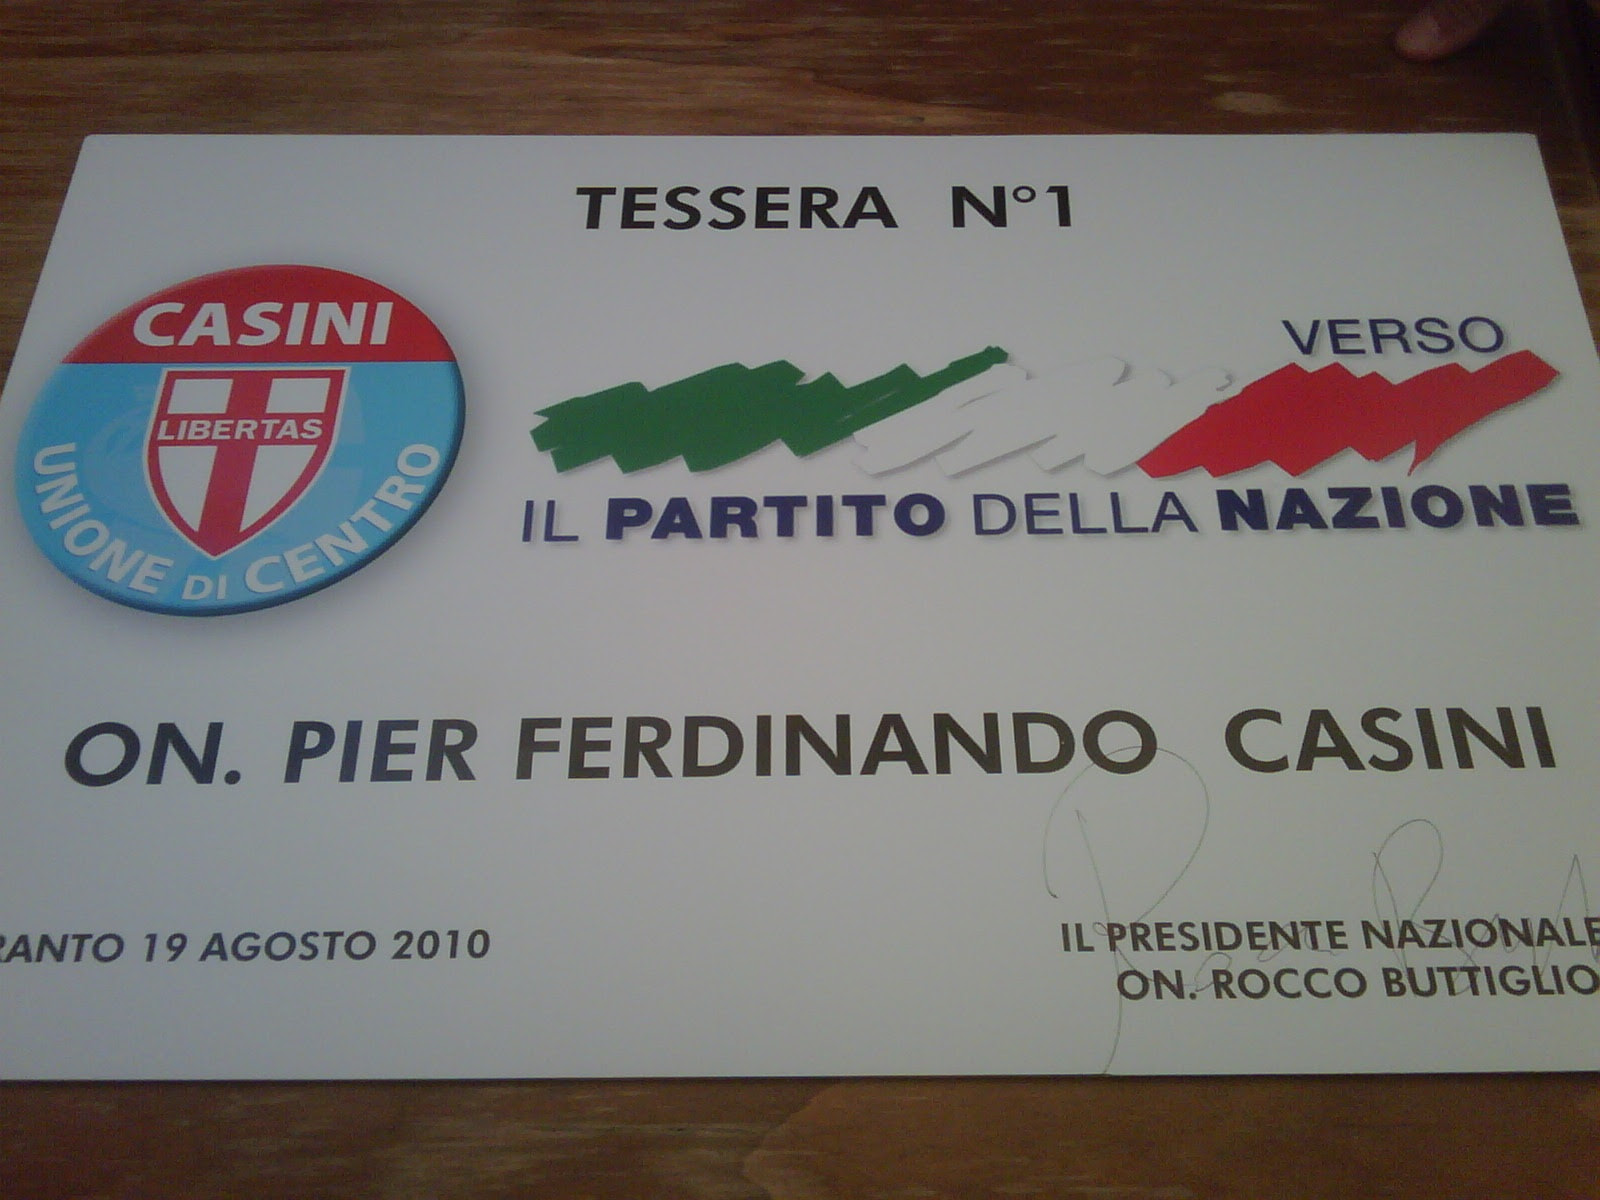 TESSERA N°1
CASINI
LIBERTAS
UNIONE DI CENTRO
VERSO
IL PARTITO DELLA NAZIONE
ON. PIER FERDINANDO CASINI
RANTO 19 AGOSTO 2010
IL PRESIDENTE NAZIONALE
ON. ROCCO BUTTIGLIO